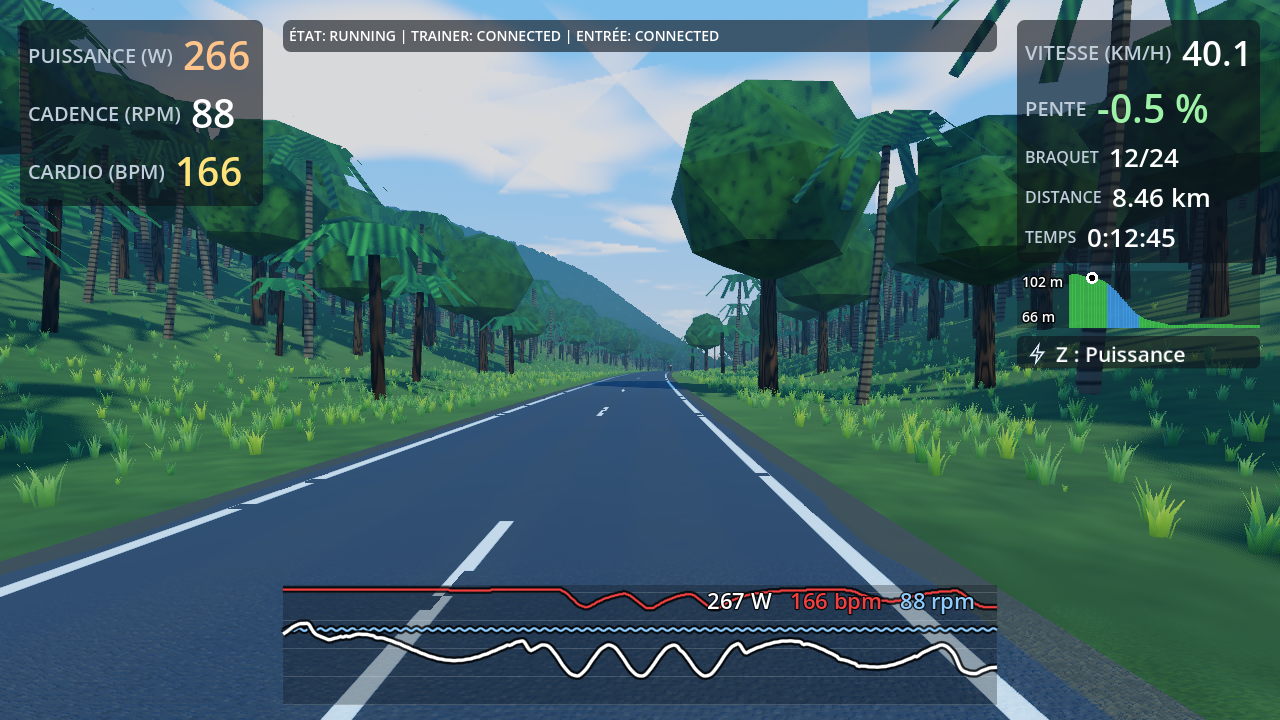 PUISSANCE (W) 266
CADENCE (RPM) 88
CARDIO (BPM) 166
ÉTAT: RUNNING | TRAINER: CONNECTED | ENTRÉE: CONNECTED
VITESSE (KM/H) 40.1
PENTE -0.5 %
BRAQUET 12/24
DISTANCE 8.46 km
TEMPS 0:12:45
102 m
66 m
Z : Puissance
267 W 166 bpm 88 rpm